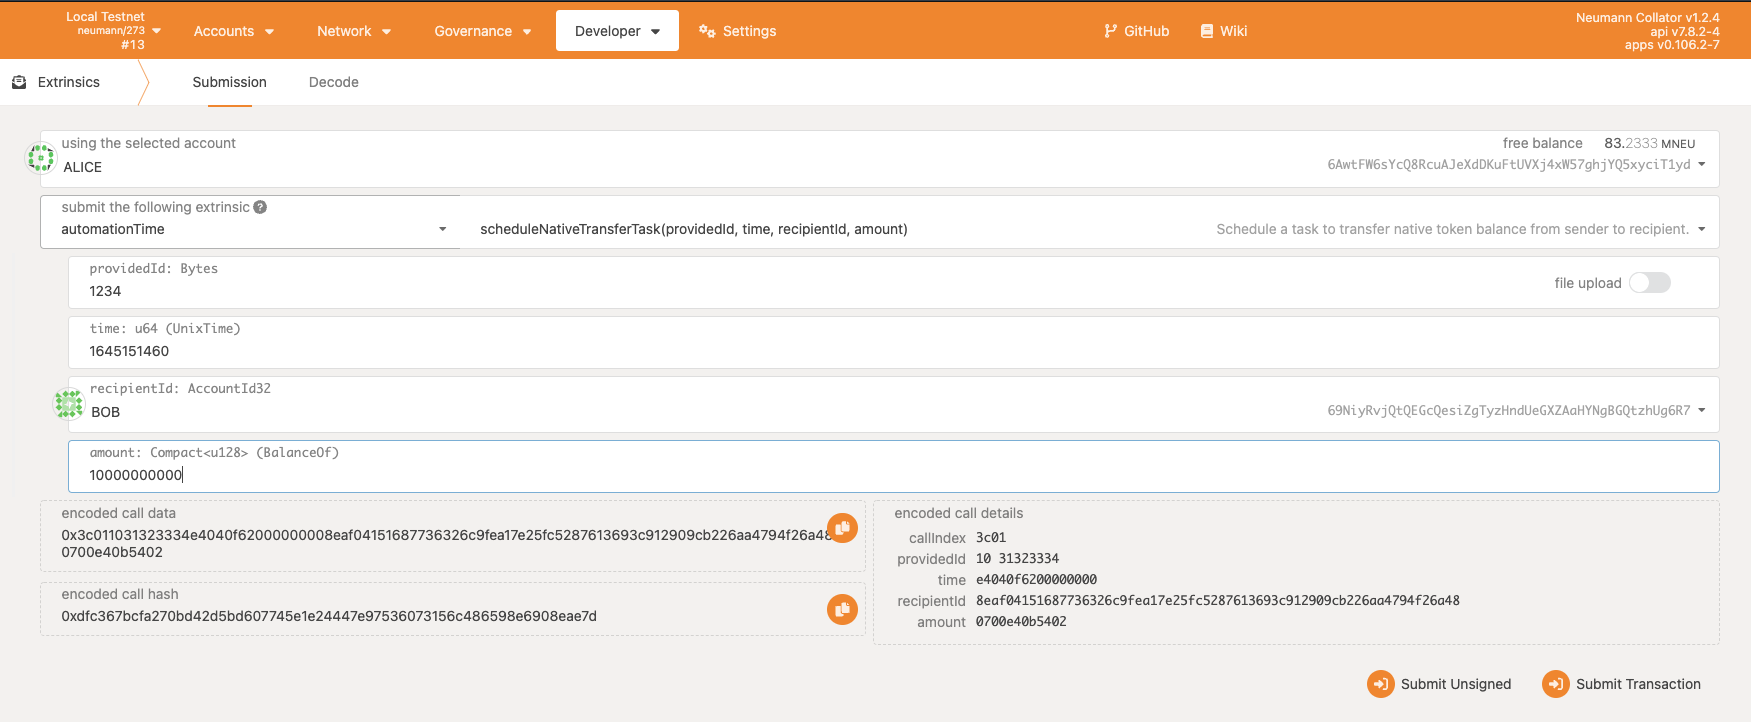 Local Testnet
neumann/273
#13
Accounts
Network
Governance
Developer
Settings
GitHub
Wiki
Neumann Collator v1.2.4
api v7.8.2-4
apps v0.106.2-7
Extrinsics
Submission
Decode
using the selected account
ALICE
free balance 83.2333 MNEU
6AwtFW6sYcQ8RcuAJeXdDKuFtUVXj4xW57ghjYQ5xyciT1yd
submit the following extrinsic ?
automationTime
scheduleNativeTransferTask(providedId, time, recipientId, amount)
Schedule a task to transfer native token balance from sender to recipient.
providedId: Bytes
1234
file upload
time: u64 (UnixTime)
1645151460
recipientId: AccountId32
BOB
69NiyRvjQtQEGcQesiZgTyzHndUeGXZAaHYNgBGQtzhUg6R7
amount: Compact<u128> (BalanceOf)
10000000000
encoded call data
0x3c011031323334e4040f62000000008eaf04151687736326c9fea17e25fc5287613693c912909cb226aa4794f26a48
0700e40b5402
encoded call hash
0xdfc367bcfa270bd42d5bd607745e1e24447e97536073156c486598e6908eae7d
encoded call details
callIndex 3c01
providedId 10 31323334
time e4040f6200000000
recipientId 8eaf04151687736326c9fea17e25fc5287613693c912909cb226aa4794f26a48
amount 0700e40b5402
Submit Unsigned
Submit Transaction